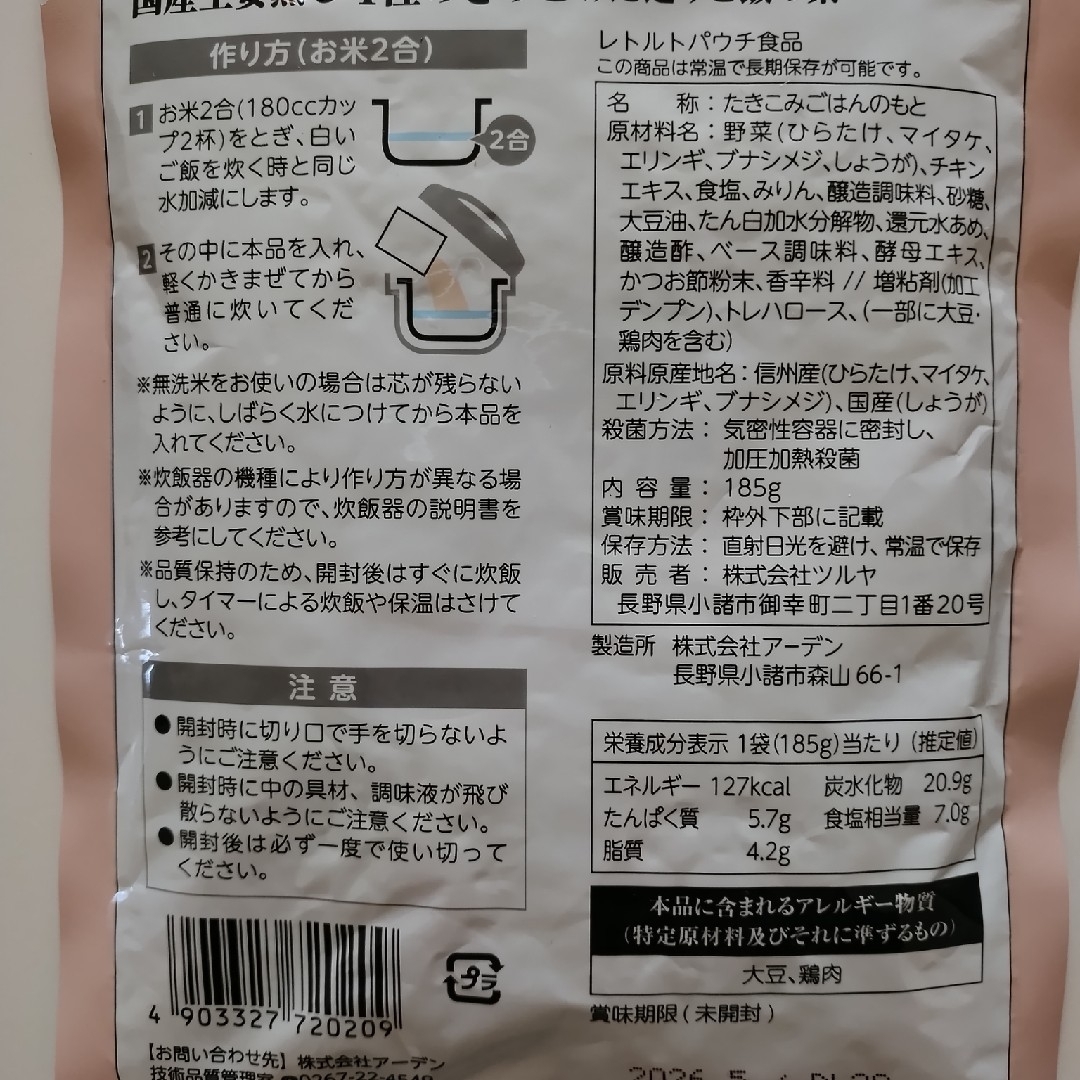 作り方(お米2合)
1 お米2合(180ccカッ
プ2杯)をとぎ、白い
ご飯を炊く時と同じ
水加減にします。
2合
2 その中に本品を入れ、
軽くかきまぜてから
普通に炊いてくだ
さい。
※無洗米をお使いの場合は芯が残らない
ように、しばらく水につけてから本品を
入れてください。
※炊飯器の機種により作り方が異なる場
合がありますので、炊飯器の説明書を
参考にしてください。
※品質保持のため、開封後はすぐに炊飯
し、タイマーによる炊飯や保温はさけて
ください。
注意
●開封時に切り口で手を切らないよ
うにご注意ください。
●開封時に中の具材、調味液が飛び
散らないようにご注意ください。
●開封後は必ず一度で使い切って
ください。
4 903327 720209
プラ
【お問い合わせ先】株式会社アーデン
技術品質管理室 ☎0267-22-4548
レトルトパウチ食品
この商品は常温で長期保存が可能です。
名称：たきこみごはんのもと
原材料名：野菜(ひらたけ、マイタケ、
エリンギ、ブナシメジ、しょうが)、チキン
エキス、食塩、みりん、醸造調味料、砂糖、
大豆油、たん白加水分解物、還元水あめ、
醸造酢、ベース調味料、酵母エキス、
かつお節粉末、香辛料 // 増粘剤(加工
デンプン)、トレハロース、(一部に大豆・
鶏肉を含む)
原料原産地名：信州産(ひらたけ、マイタケ、
エリンギ、ブナシメジ)、国産(しょうが)
殺菌方法：気密性容器に密封し、
加圧加熱殺菌
内容量：185g
賞味期限：枠外下部に記載
保存方法：直射日光を避け、常温で保存
販売者：株式会社ツルヤ
長野県小諸市御幸町二丁目1番20号
製造所 株式会社アーデン
長野県小諸市森山66-1
栄養成分表示 1袋(185g)当たり (推定値)
エネルギー 127kcal 炭水化物 20.9g
たんぱく質 5.7g 食塩相当量 7.0g
脂質 4.2g
本品に含まれるアレルギー物質
(特定原材料及びそれに準ずるもの)
大豆、鶏肉
賞味期限(未開封)